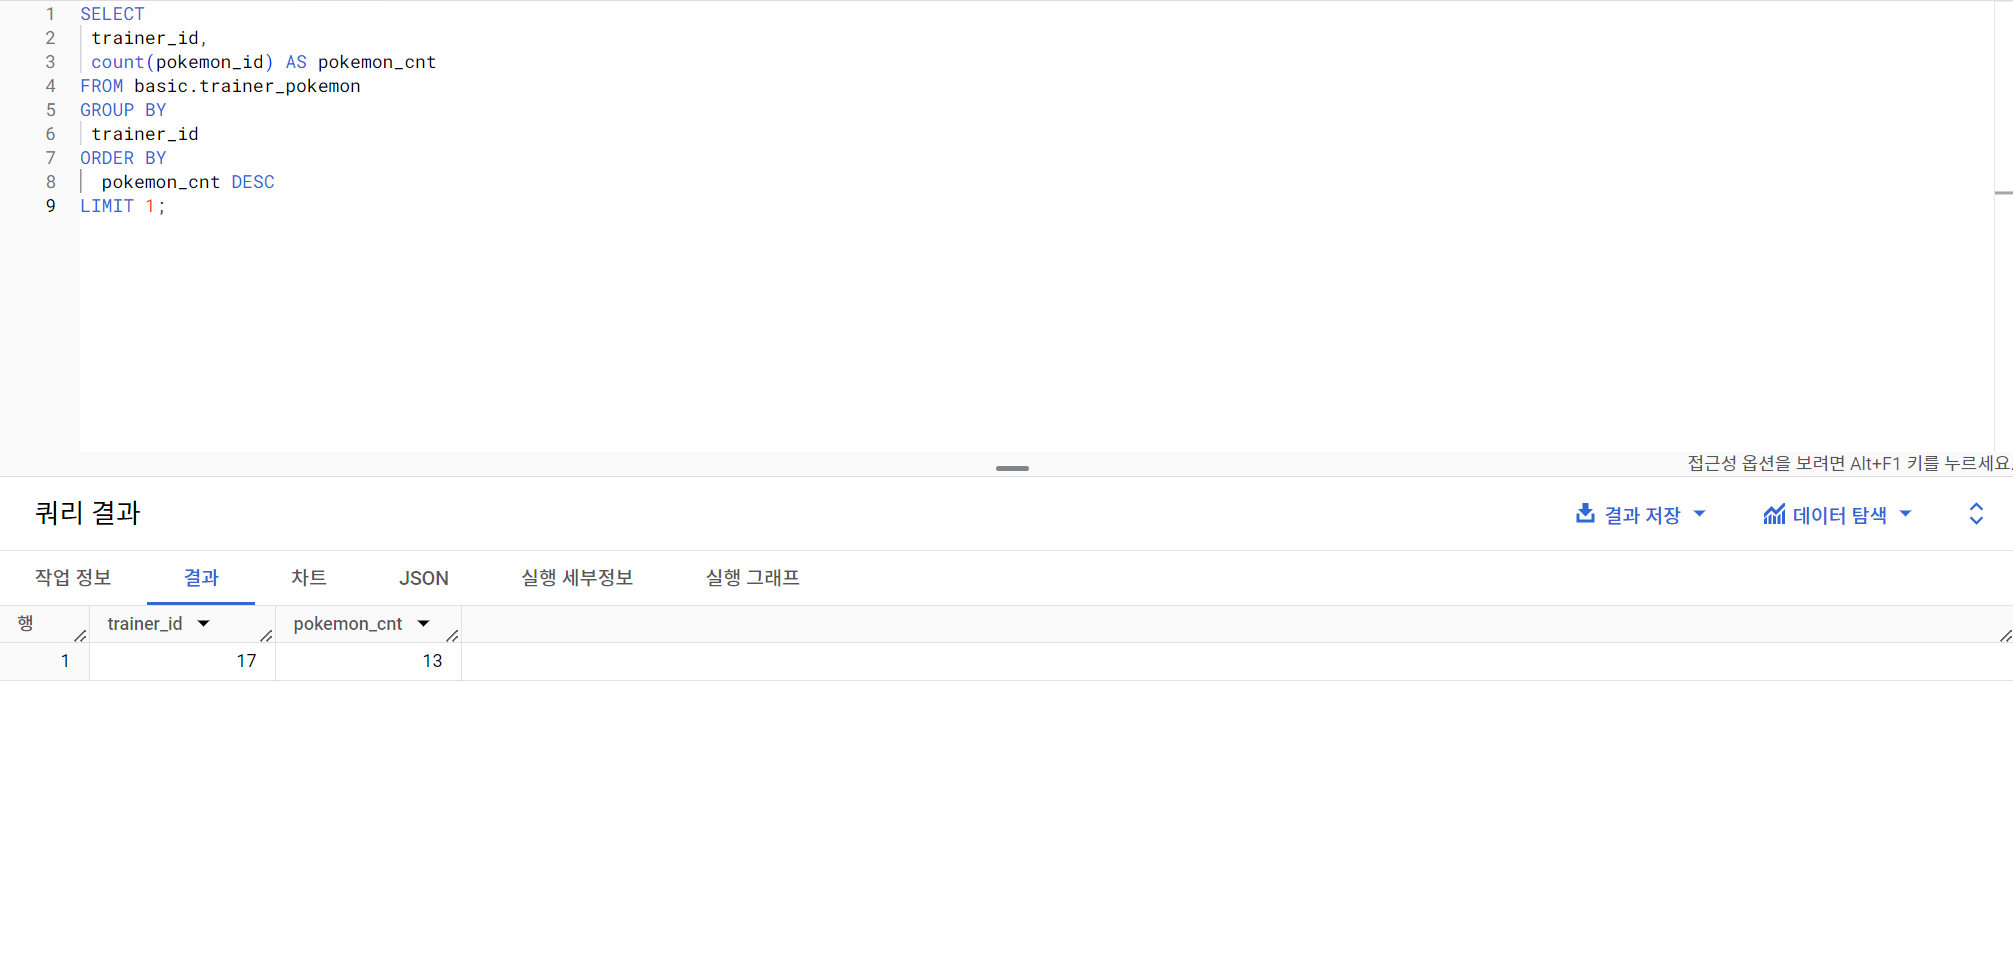 1 SELECT
2 trainer_id,
3 count(pokemon_id) AS pokemon_cnt
4 FROM basic.trainer_pokemon
5 GROUP BY
6 trainer_id
7 ORDER BY
8 pokemon_cnt DESC
9 LIMIT 1;
접근성 옵션을 보려면 Alt+F1 키를 누르세요.
쿼리 결과 결과 저장 데이터 탐색
작업 정보 결과 차트 JSON 실행 세부정보 실행 그래프
행 trainer_id pokemon_cnt
1 17 13